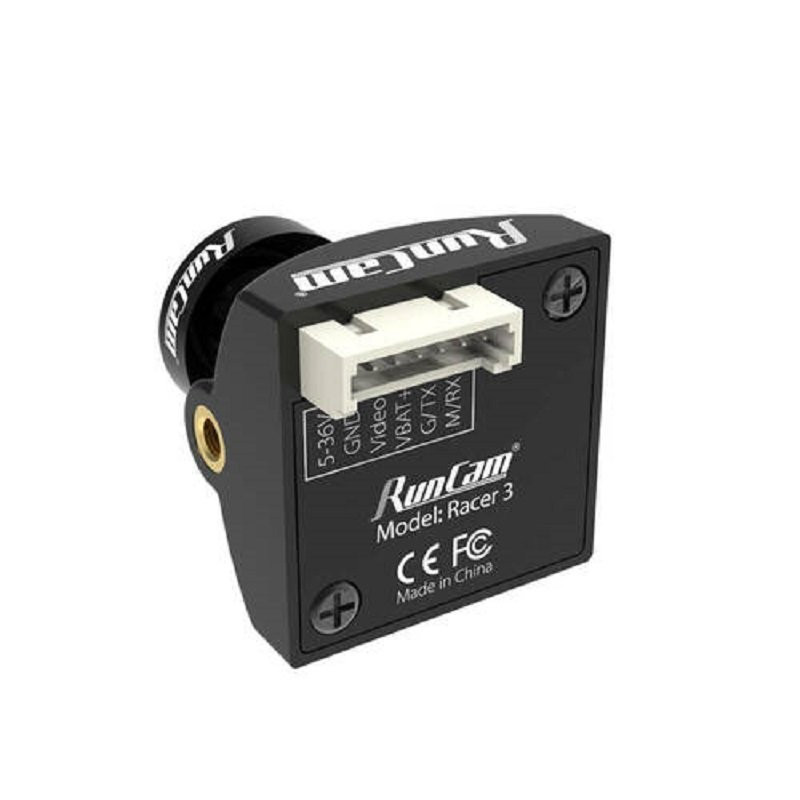 RunCam
RunCam®
5-36V
GND
Video
VBAT+
G/TX
M/RX
RunCam®
Model: Racer 3
CE FC
Made in China